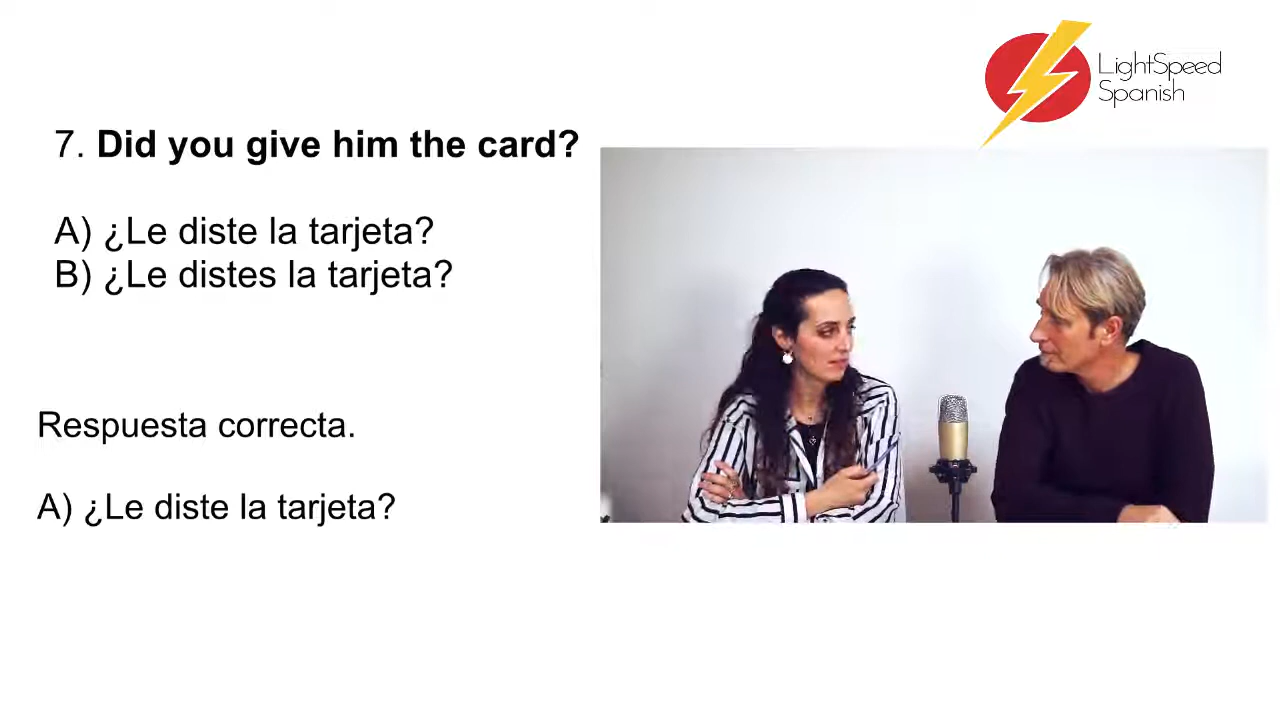 LightSpeed
Spanish
7. Did you give him the card?
A) ¿Le diste la tarjeta?
B) ¿Le distes la tarjeta?
Respuesta correcta.
A) ¿Le diste la tarjeta?